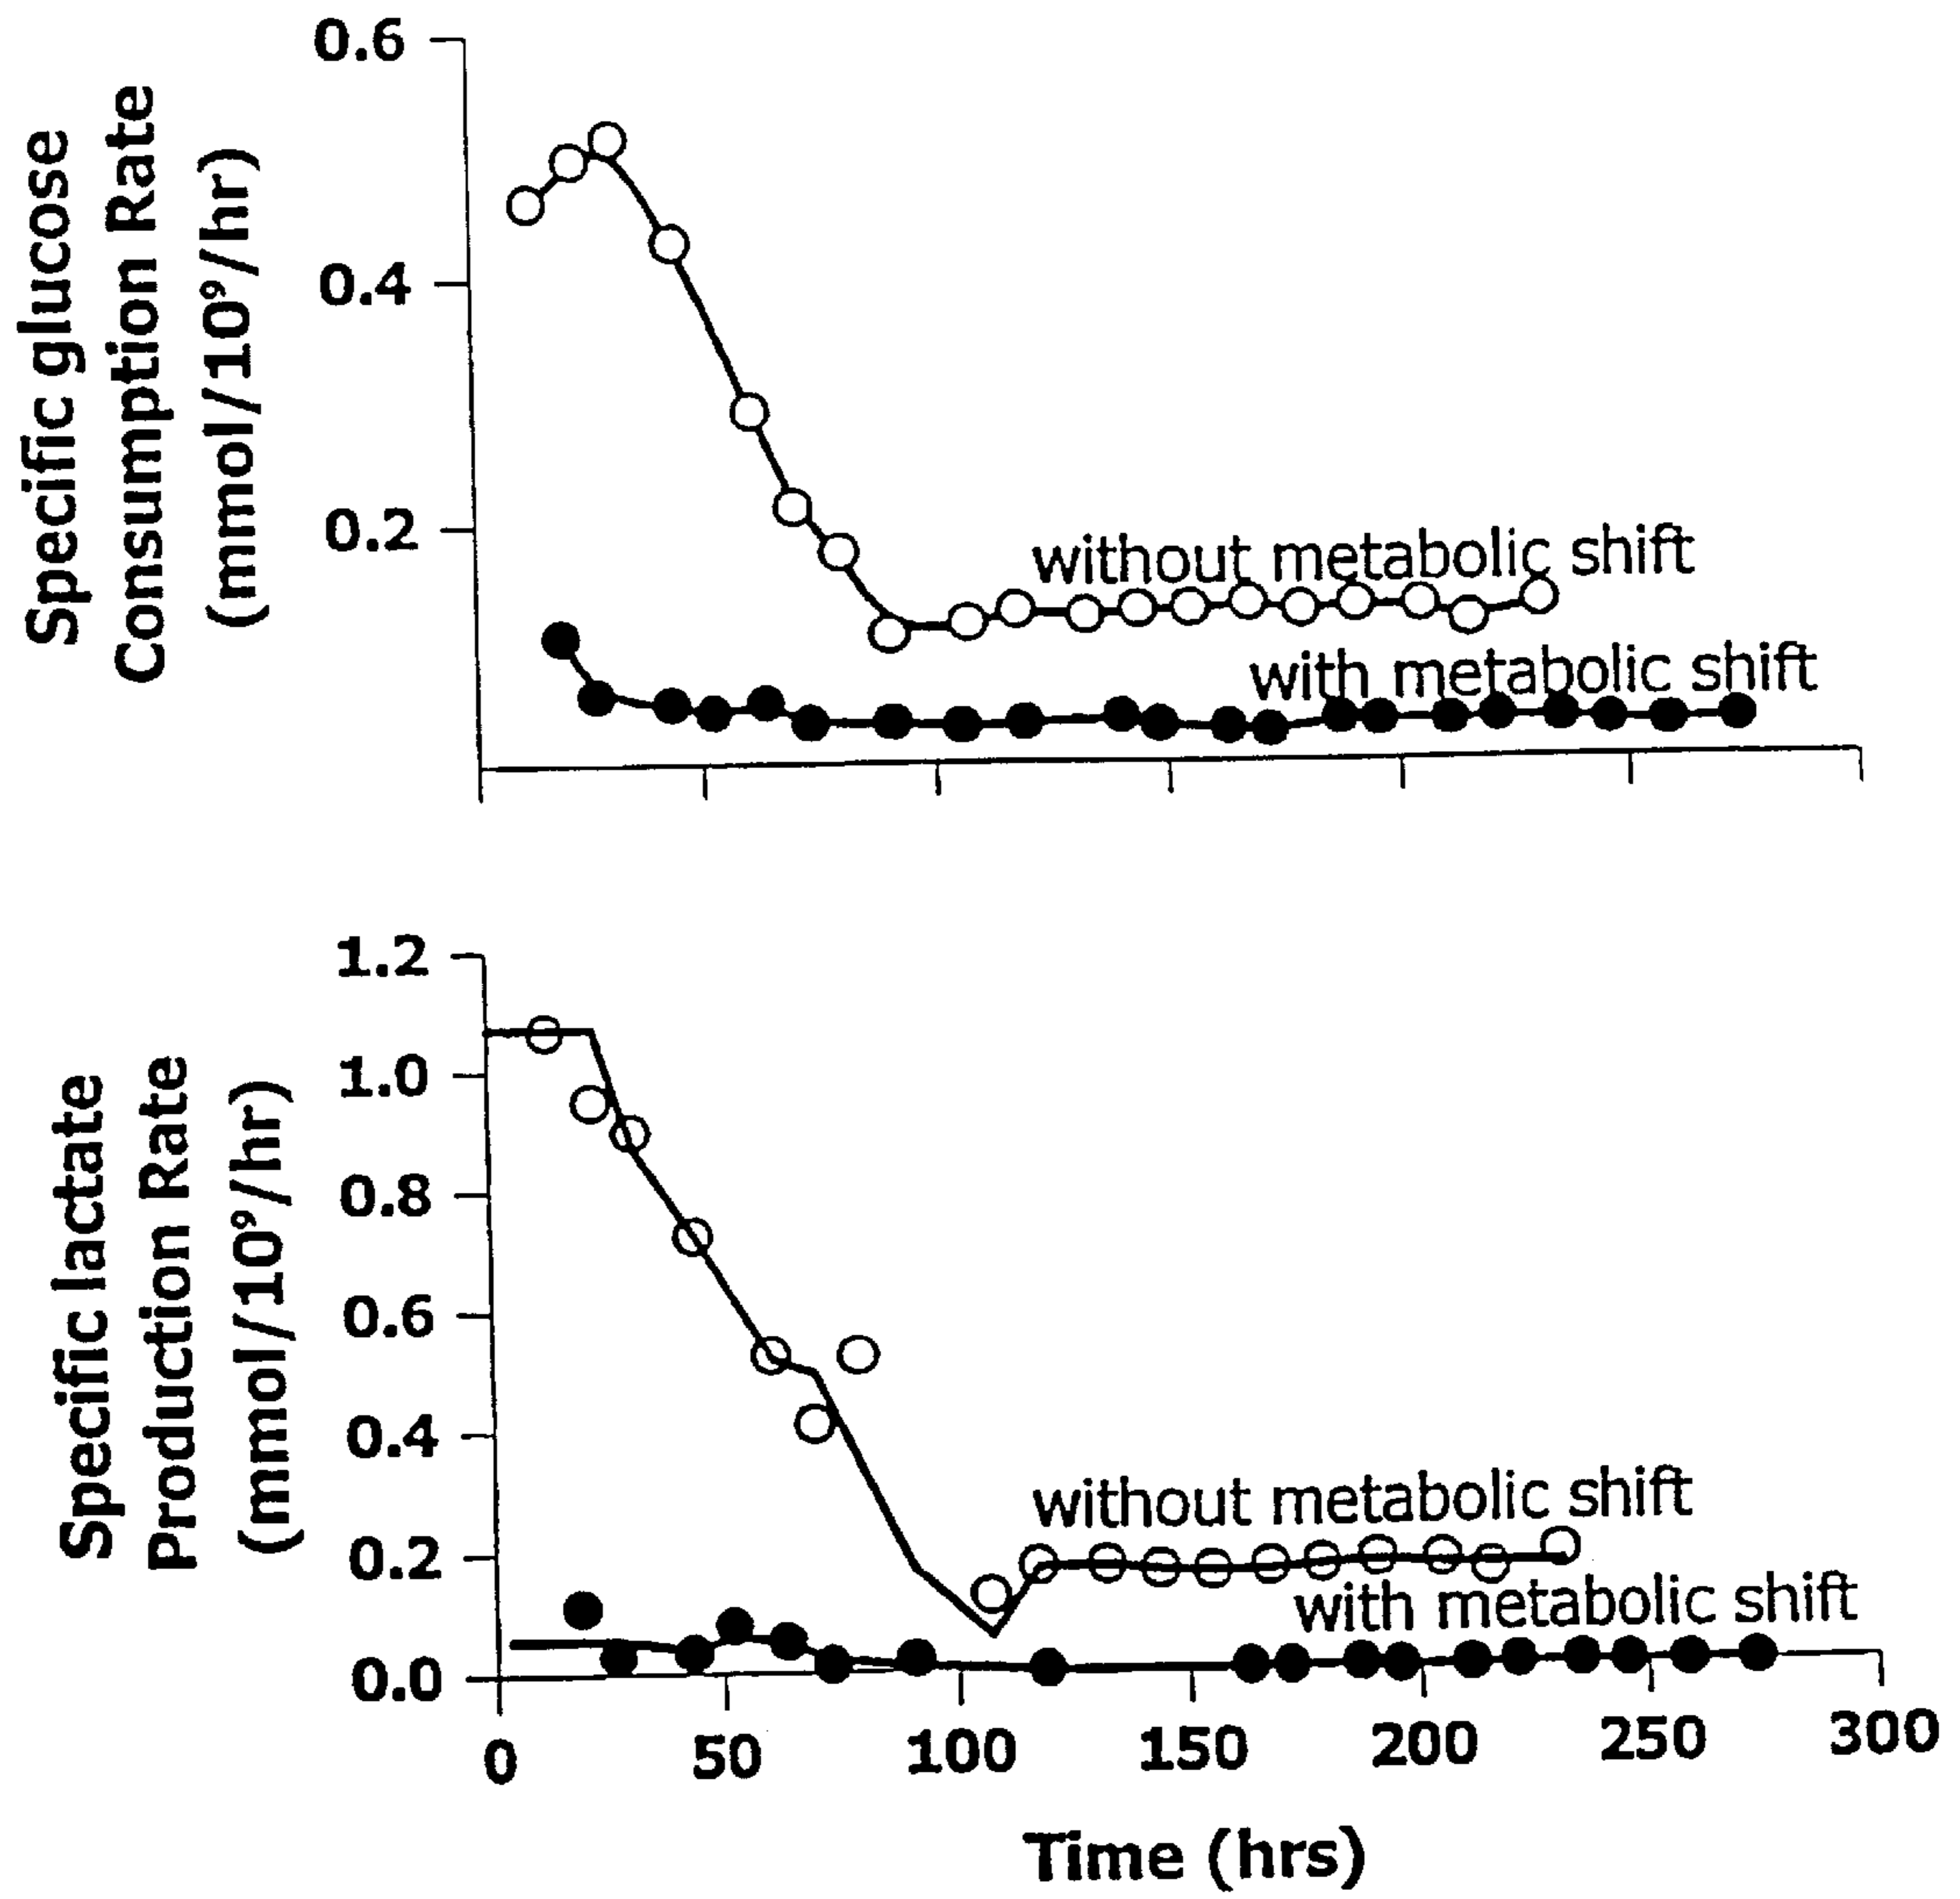 Specific glucose
Consumption Rate
(mmol/10⁹/hr)
0.6
0.4
0.2
without metabolic shift
with metabolic shift
Specific lactate
Production Rate
(mmol/10⁹/hr)
1.2
1.0
0.8
0.6
0.4
0.2
0.0
without metabolic shift
with metabolic shift
0 50 100 150 200 250 300
Time (hrs)